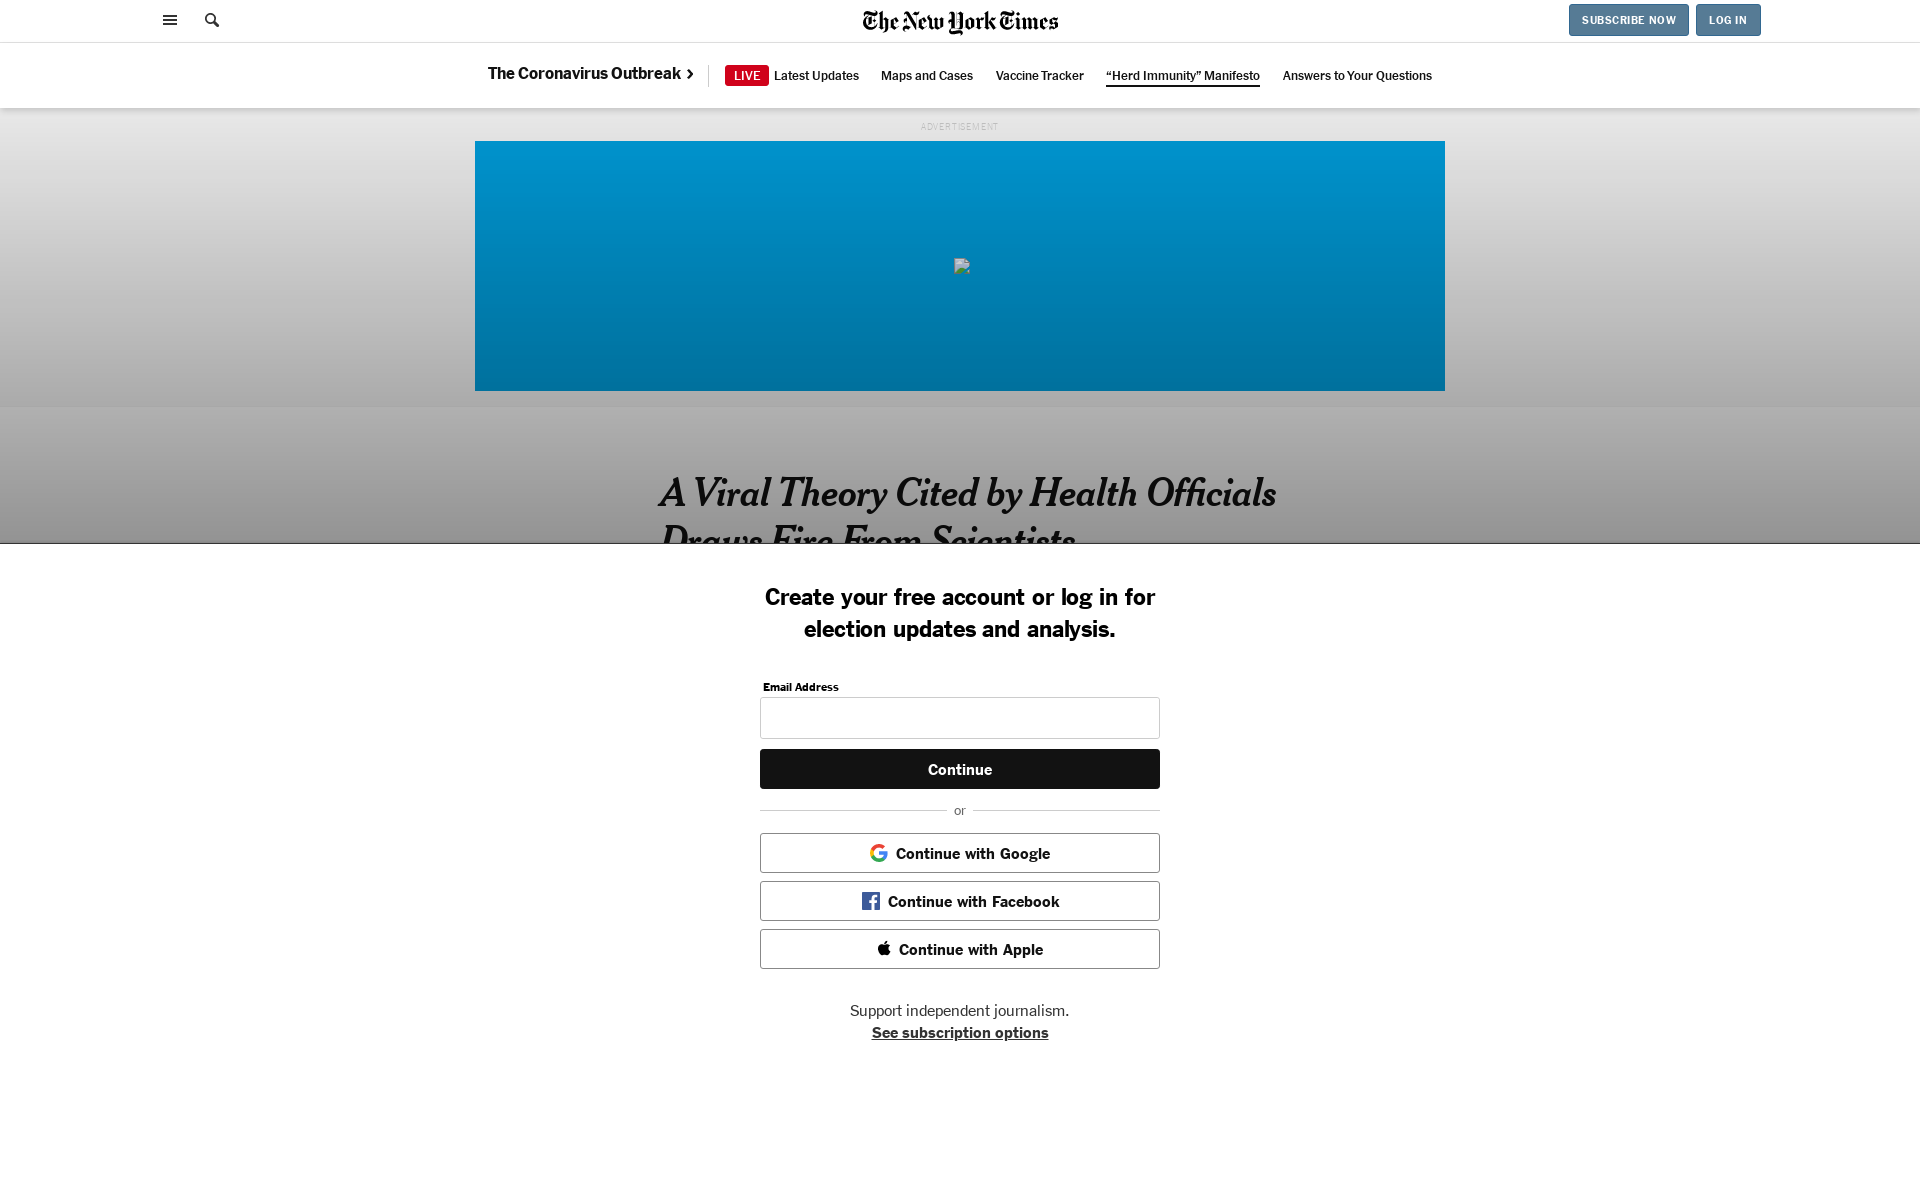 The New York Times
SUBSCRIBE NOW
LOG IN
The Coronavirus Outbreak
LIVE Latest Updates
Maps and Cases
Vaccine Tracker
“Herd Immunity” Manifesto
Answers to Your Questions
ADVERTISEMENT
A Viral Theory Cited by Health Officials
Draws Fire From Scientists
Create your free account or log in for
election updates and analysis.
Email Address
Continue
or
Continue with Google
Continue with Facebook
Continue with Apple
Support independent journalism.
See subscription options